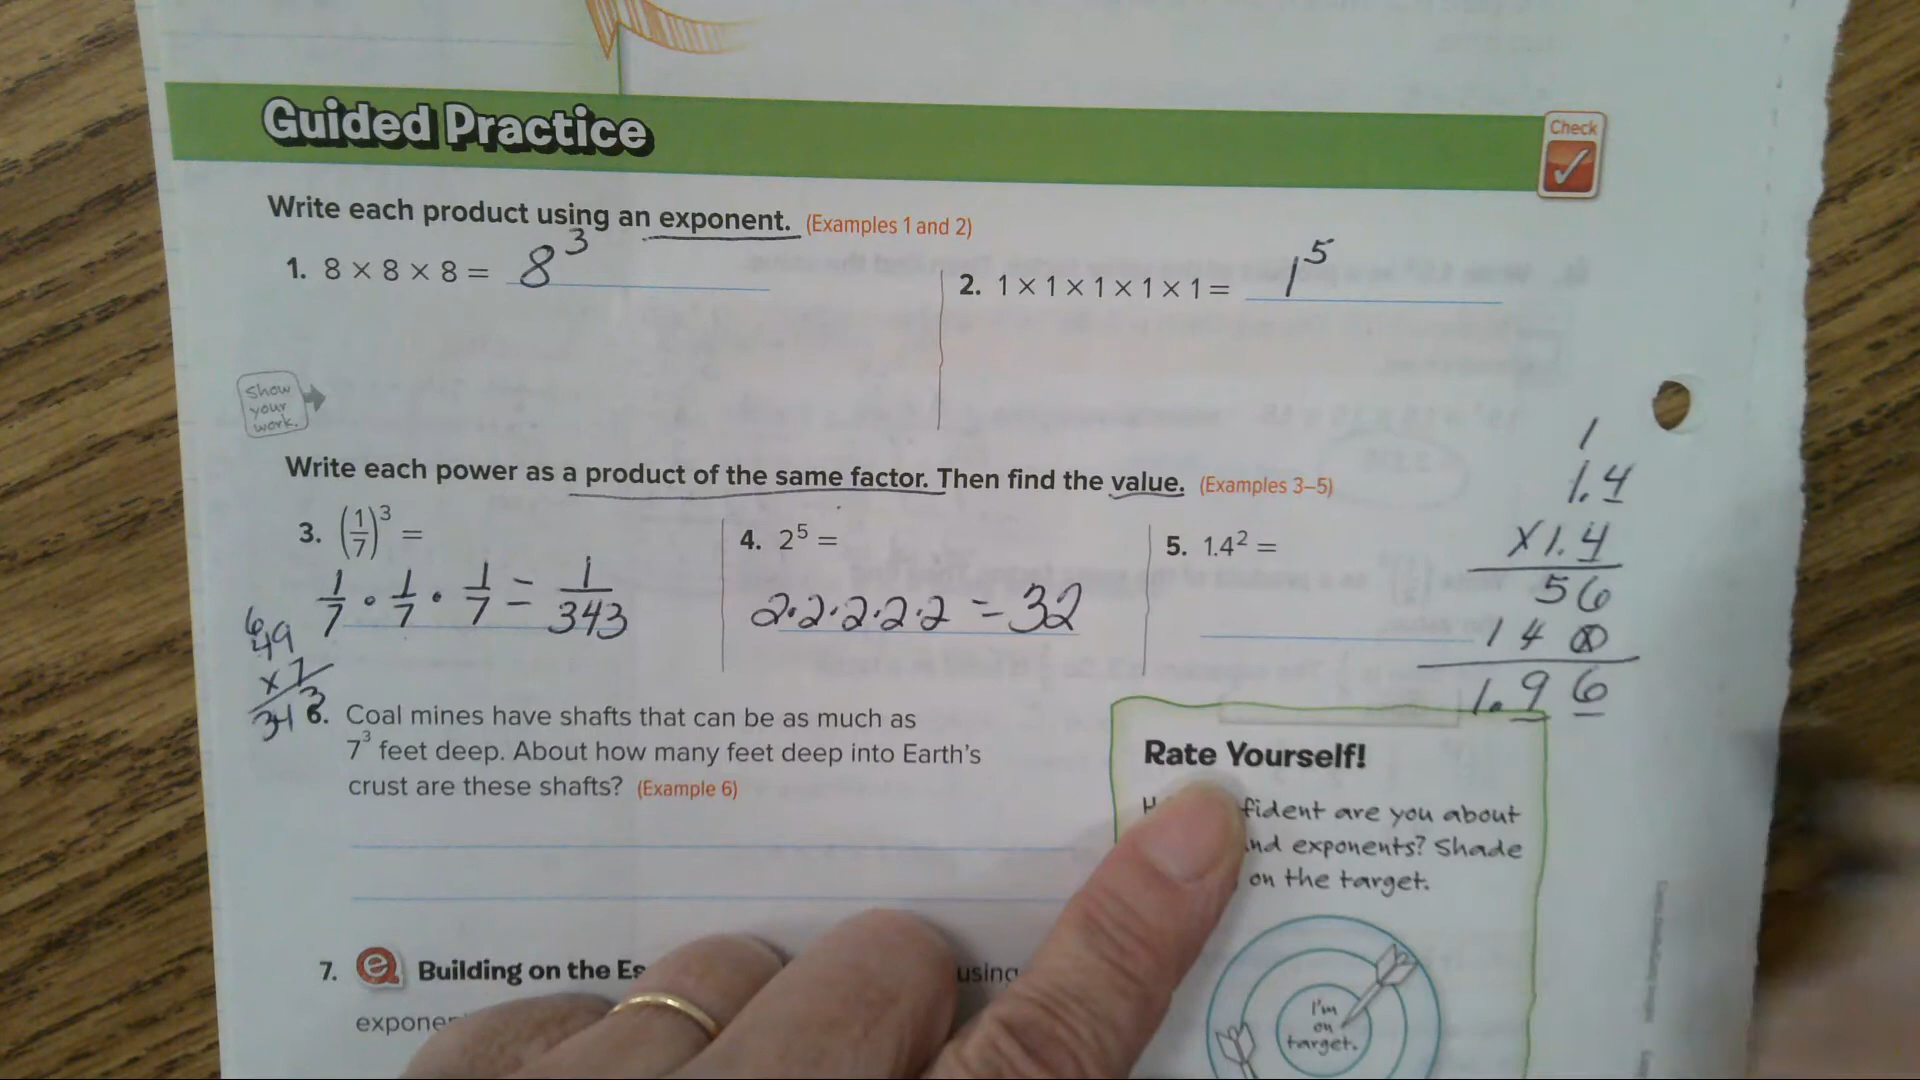 Guided Practice
Check
Write each product using an exponent. (Examples 1 and 2)
1. 8 × 8 × 8 = 8³
2. 1 × 1 × 1 × 1 × 1 = 1⁵
Show
your
work.
Write each power as a product of the same factor. Then find the value. (Examples 3–5)
3. (1/7)³ =
1/7 · 1/7 · 1/7 = 1/343
6
49
× 7
343
4. 2⁵ =
2·2·2·2·2 = 32
5. 1.4² =
1
1.4
×1.4
56
140
1.96
6. Coal mines have shafts that can be as much as
7³ feet deep. About how many feet deep into Earth's
crust are these shafts? (Example 6)
Rate Yourself!
are you about
exponents? Shade
on the target.
I'm
on
target.
7. Building on the
using